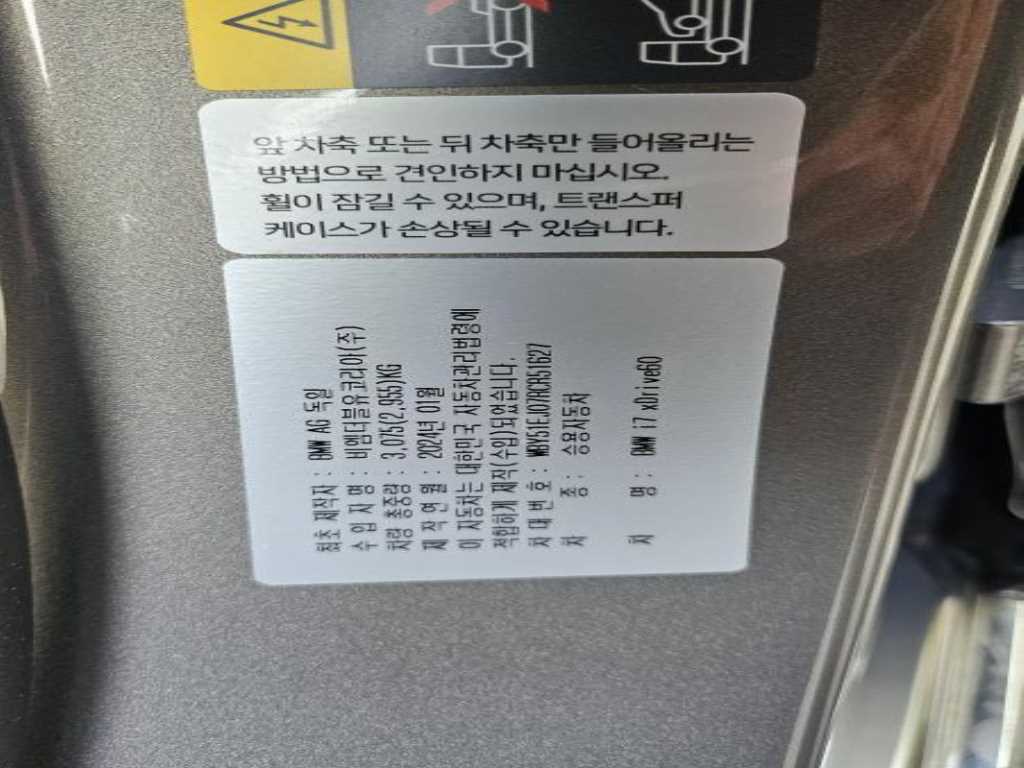 앞 차축 또는 뒤 차축만 들어올리는
방법으로 견인하지 마십시오.
휠이 잠길 수 있으며, 트랜스퍼
케이스가 손상될 수 있습니다.
최초 제작자 : BMW AG 독일
수 입 자 명 : 비엠더블유코리아(주)
차량 총중량 : 3,075(2,955)KG
제 작 연 월 : 2024년 01월
이 자동차는 대한민국 자동차관리법령에
적합하게 제작(수입)되었습니다.
차 대 번 호 : WBY51EJ07RCR51627
차 종 : 승용자동차
차 명 : BMW i7 xDrive60